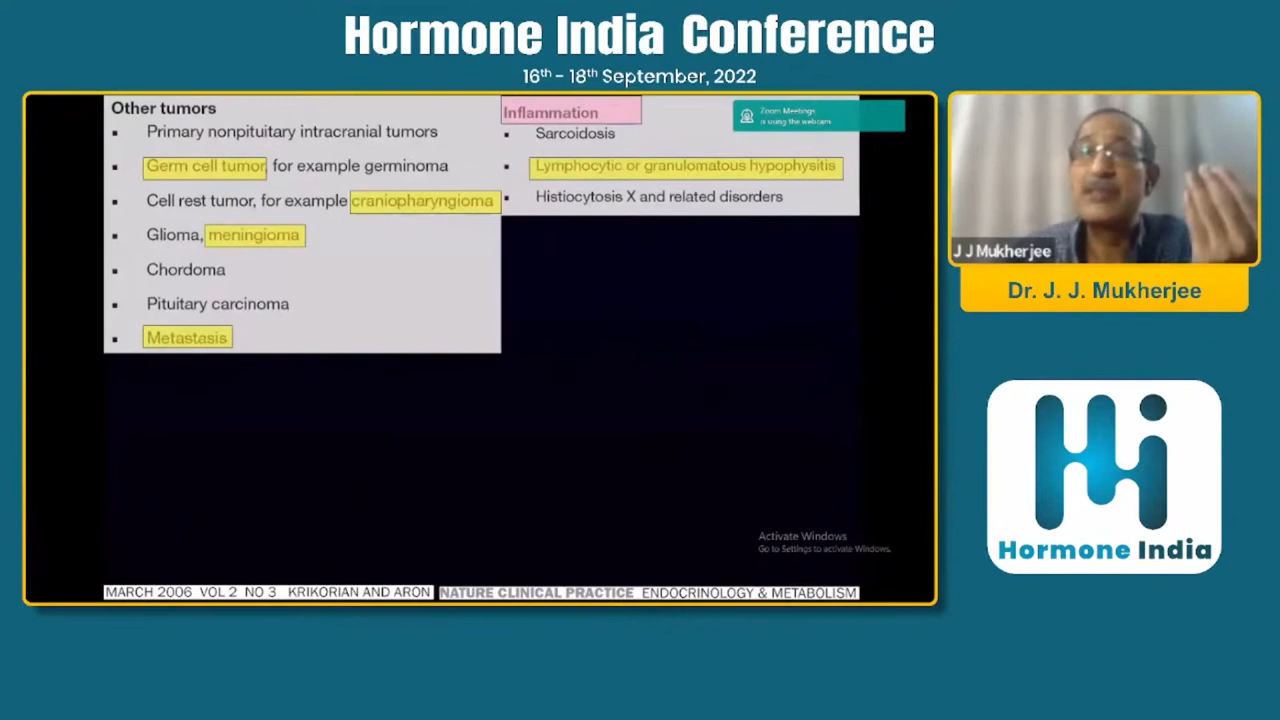 Hormone India Conference
16th - 18th September, 2022
Other tumors
▪ Primary nonpituitary intracranial tumors
▪ Germ cell tumor, for example germinoma
▪ Cell rest tumor, for example craniopharyngioma
▪ Glioma, meningioma
▪ Chordoma
▪ Pituitary carcinoma
▪ Metastasis
Inflammation
▪ Sarcoidosis
▪ Lymphocytic or granulomatous hypophysitis
▪ Histiocytosis X and related disorders
Zoom Meetings
is using the webcam
Activate Windows
Go to Settings to activate Windows.
MARCH 2006 VOL 2 NO 3 KRIKORIAN AND ARON
NATURE CLINICAL PRACTICE ENDOCRINOLOGY & METABOLISM
J J Mukherjee
Dr. J. J. Mukherjee
Hormone India